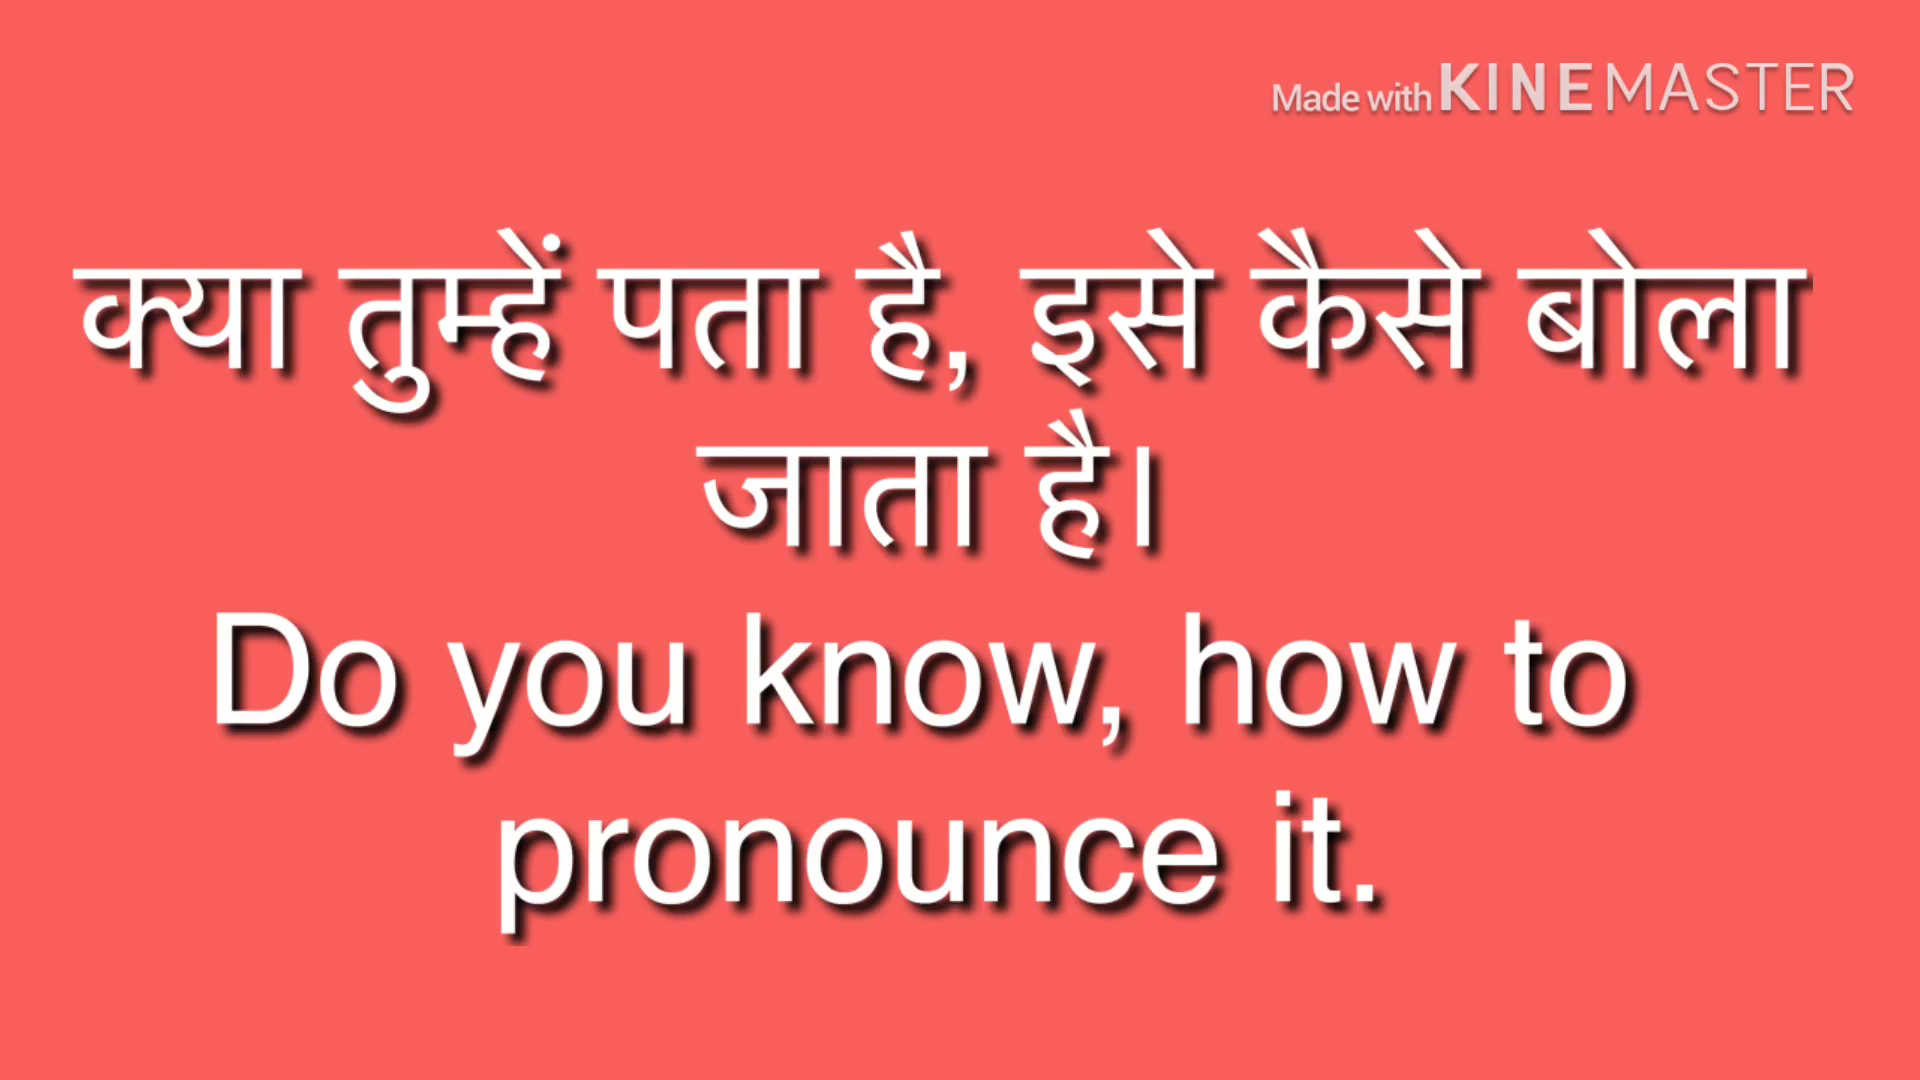 Made with KINEMASTER
क्या तुम्हें पता है, इसे कैसे बोला
जाता है।
Do you know, how to
pronounce it.